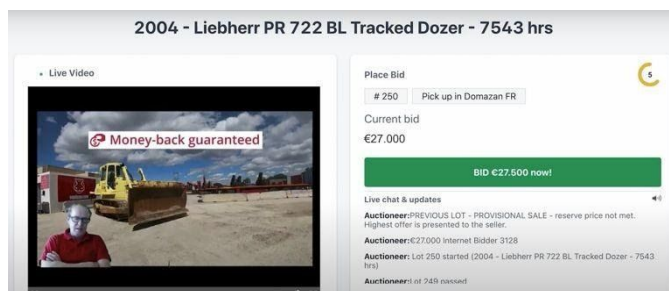 2004 - Liebherr PR 722 BL Tracked Dozer - 7543 hrs
Live Video
Money-back guaranteed
Place Bid
5
# 250
Pick up in Domazan FR
Current bid
€27.000
BID €27.500 now!
Live chat & updates
Auctioneer:PREVIOUS LOT - PROVISIONAL SALE - reserve price not met.
Highest offer is presented to the seller.
Auctioneer:€27.000 Internet Bidder 3128
Auctioneer: Lot 250 started (2004 - Liebherr PR 722 BL Tracked Dozer - 7543
hrs)
Auctioneer:Lot 249 passed